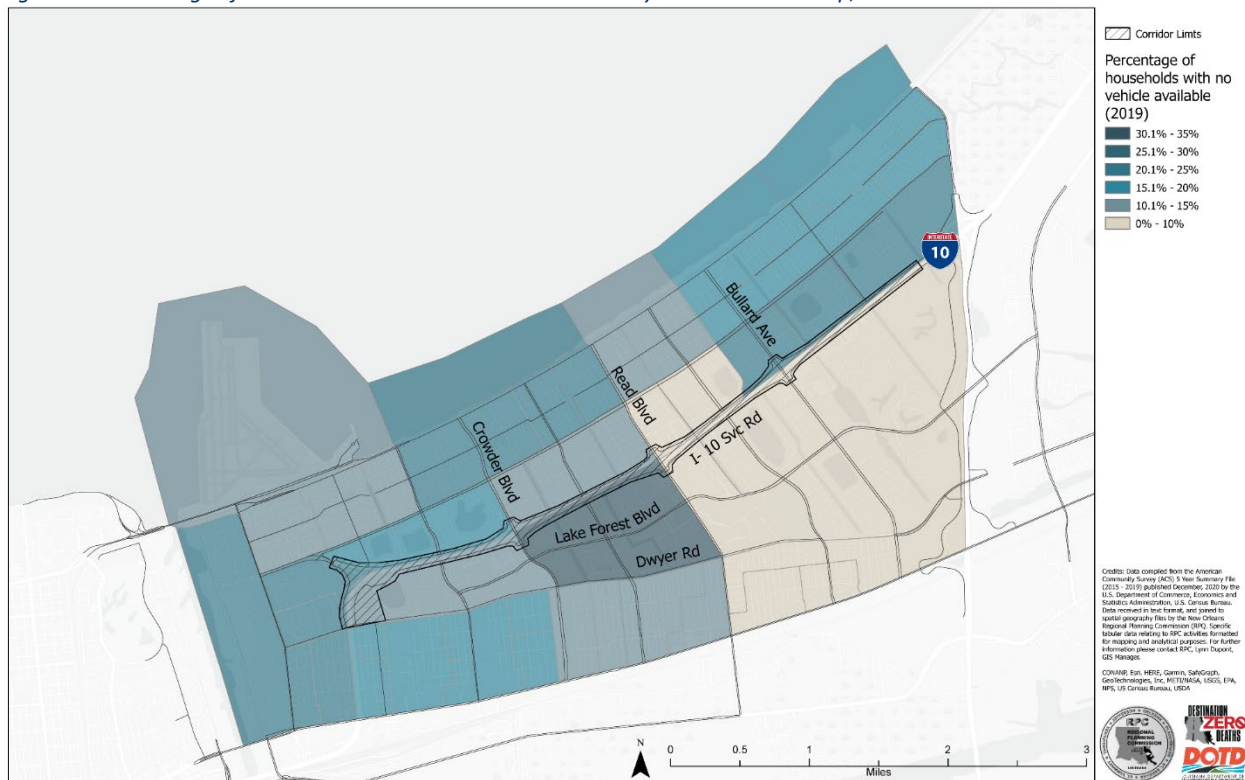 Corridor Limts
Percentage of
households with no
vehicle available
(2019)
30.1% - 35%
25.1% - 30%
20.1% - 25%
15.1% - 20%
10.1% - 15%
0% - 10%
INTERSTATE
10
Bullard Ave
Read Blvd
I- 10 Svc Rd
Crowder Blvd
Lake Forest Blvd
Dwyer Rd
Credits: Data compiled from the American
Community Survey (ACS) 5 Year Summary File
(2015 - 2019) published December, 2020 by the
U.S. Department of Commerce, Economics and
Statistics Administration, U.S. Census Bureau.
Data received in text format, and joined to
spatial geography files by the New Orleans
Regional Planning Commission (RPC). Specific
tabular data relating to RPC activities formatted
for mapping and analytical purposes. For further
information please contact RPC, Lynn Dupont,
GIS Manager.
CONANP, Esri, HERE, Garmin, SafeGraph,
GeoTechnologies, Inc, METI/NASA, USGS, EPA,
NPS, US Census Bureau, USDA
N
0 0.5 1 2 3
Miles
RPC
REGIONAL
PLANNING
COMMISSION
DESTINATION
ZERO
DEATHS
DOTD